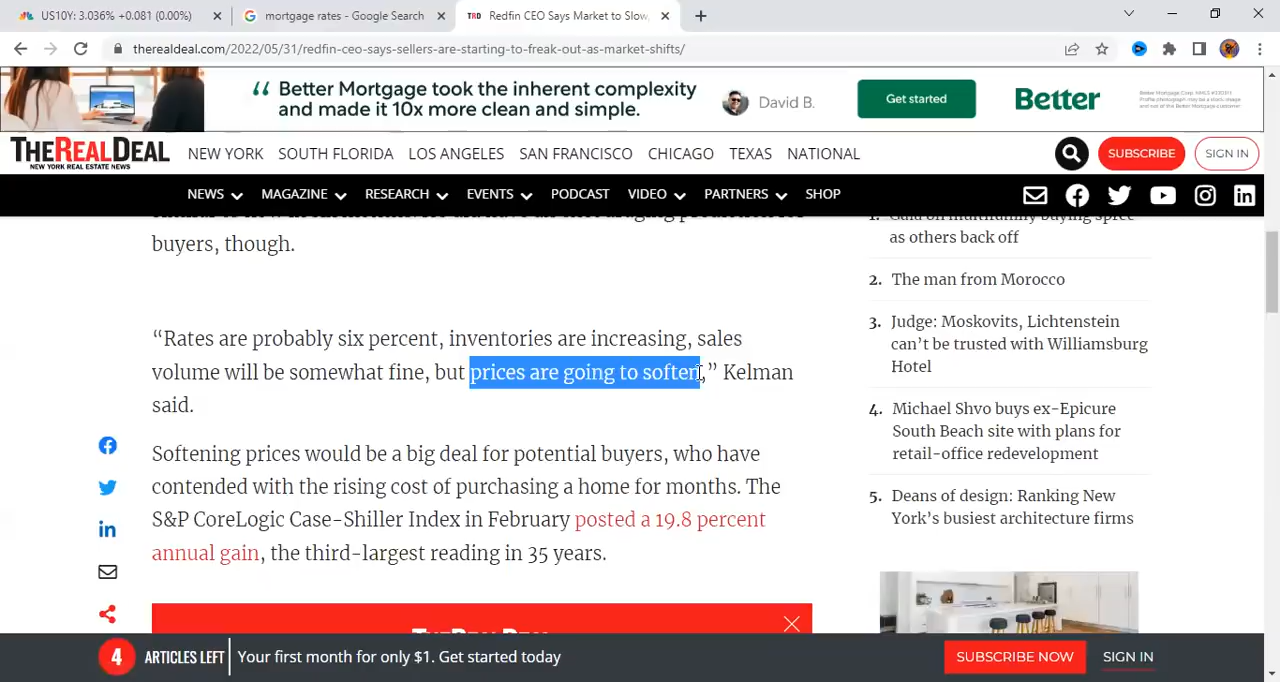 US10Y: 3.036% +0.081 (0.00%)
mortgage rates - Google Search
TRD Redfin CEO Says Market to Slow,
therealdeal.com/2022/05/31/redfin-ceo-says-sellers-are-starting-to-freak-out-as-market-shifts/
“ Better Mortgage took the inherent complexity
and made it 10x more clean and simple.
David B.
Get started
Better
THE REAL DEAL
NEW YORK REAL ESTATE NEWS
NEW YORK SOUTH FLORIDA LOS ANGELES SAN FRANCISCO CHICAGO TEXAS NATIONAL
SUBSCRIBE
SIGN IN
NEWS MAGAZINE RESEARCH EVENTS PODCAST VIDEO PARTNERS SHOP
buyers, though.
“Rates are probably six percent, inventories are increasing, sales
volume will be somewhat fine, but prices are going to soften,” Kelman
said.
Softening prices would be a big deal for potential buyers, who have
contended with the rising cost of purchasing a home for months. The
S&P CoreLogic Case-Shiller Index in February posted a 19.8 percent
annual gain, the third-largest reading in 35 years.
as others back off
2. The man from Morocco
3. Judge: Moskovits, Lichtenstein
can’t be trusted with Williamsburg
Hotel
4. Michael Shvo buys ex-Epicure
South Beach site with plans for
retail-office redevelopment
5. Deans of design: Ranking New
York’s busiest architecture firms
4 ARTICLES LEFT
Your first month for only $1. Get started today
SUBSCRIBE NOW
SIGN IN